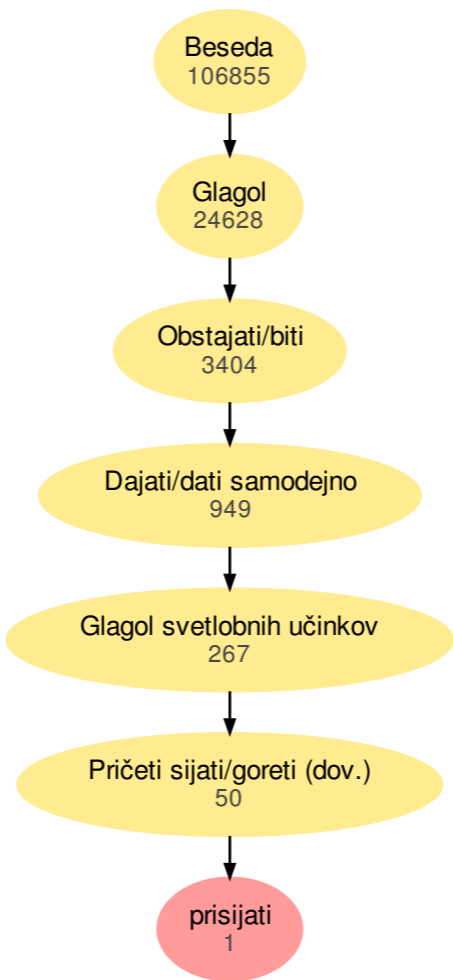 Beseda
106855
Glagol
24628
Obstajati/biti
3404
Dajati/dati samodejno
949
Glagol svetlobnih učinkov
267
Pričeti sijati/goreti (dov.)
50
prisijati
1